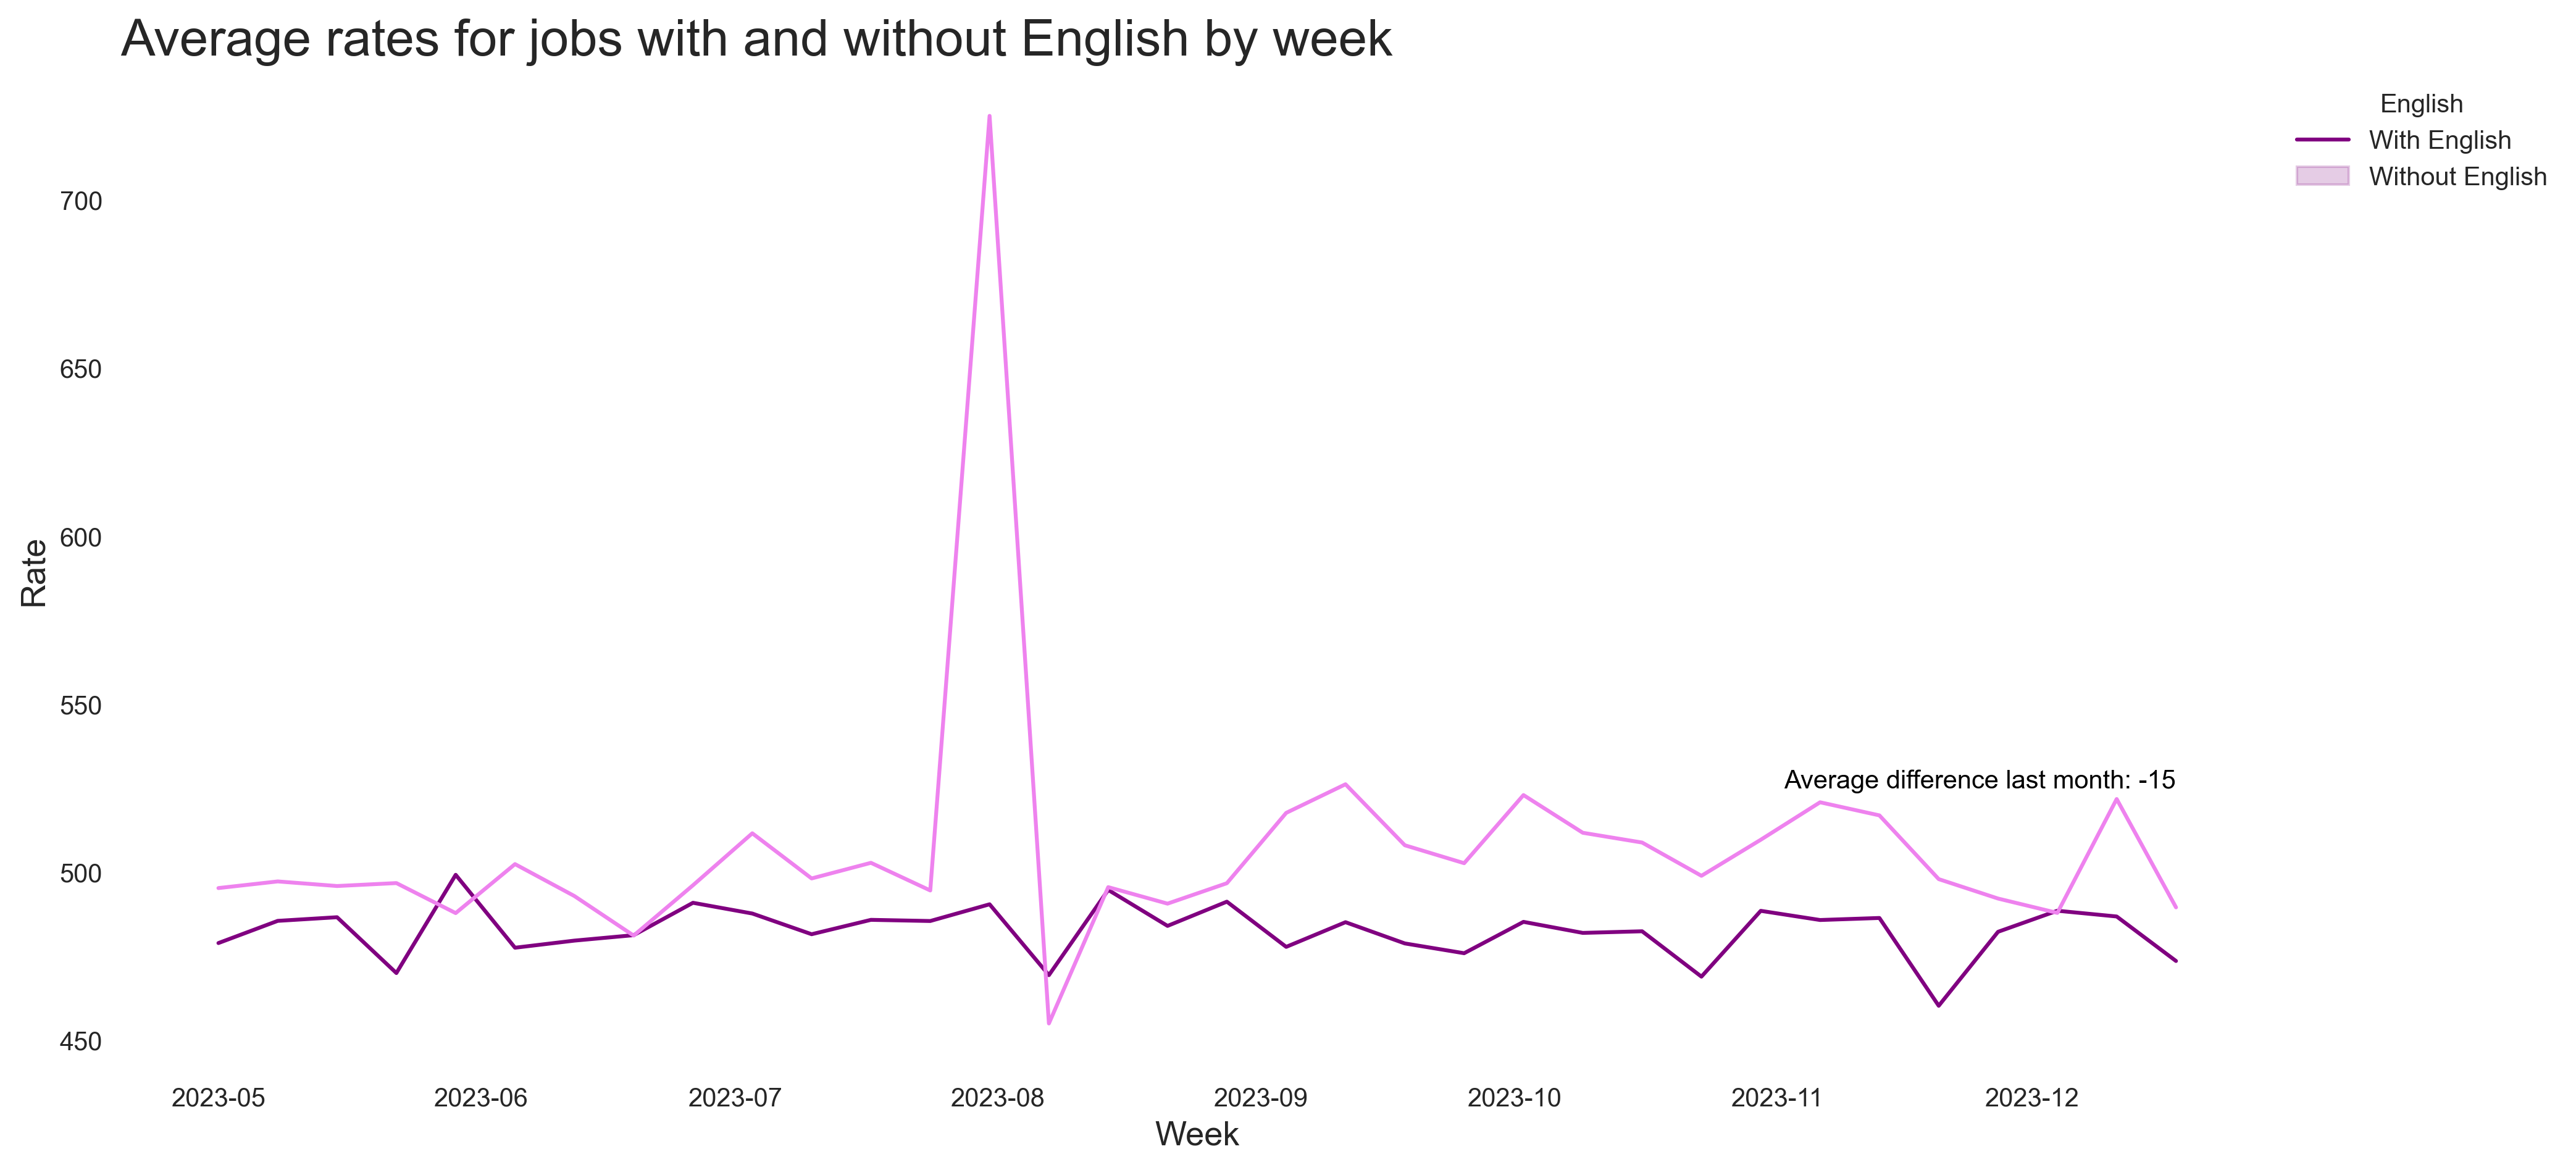 Average rates for jobs with and without English by week
English
With English
Without English
700
650
600
550
500
450
Rate
Average difference last month: -15
2023-05 2023-06 2023-07 2023-08 2023-09 2023-10 2023-11 2023-12
Week